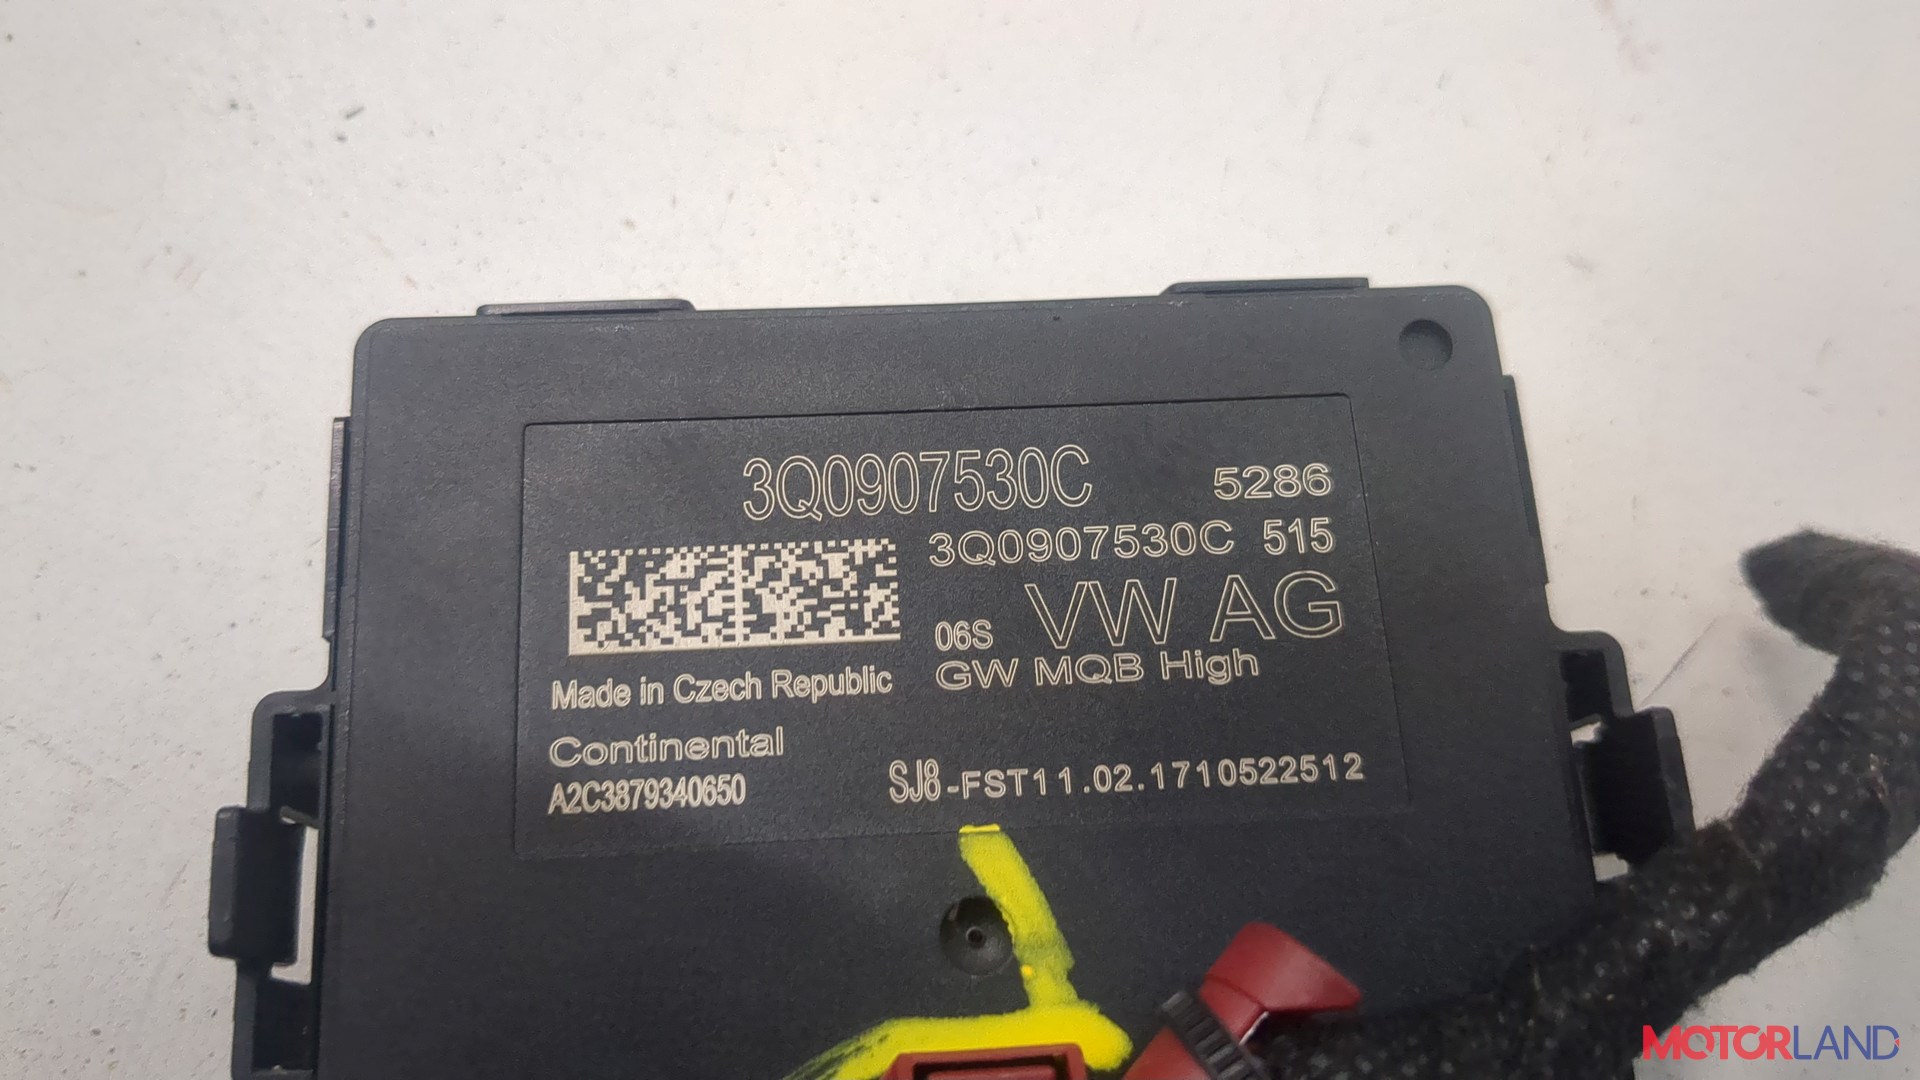 3Q0907530C 5286
3Q0907530C 515
06S VW AG
GW MQB High
Made in Czech Republic
Continental
A2C3879340650
SJ8-FST11.02.1710522512
MOTORLAND